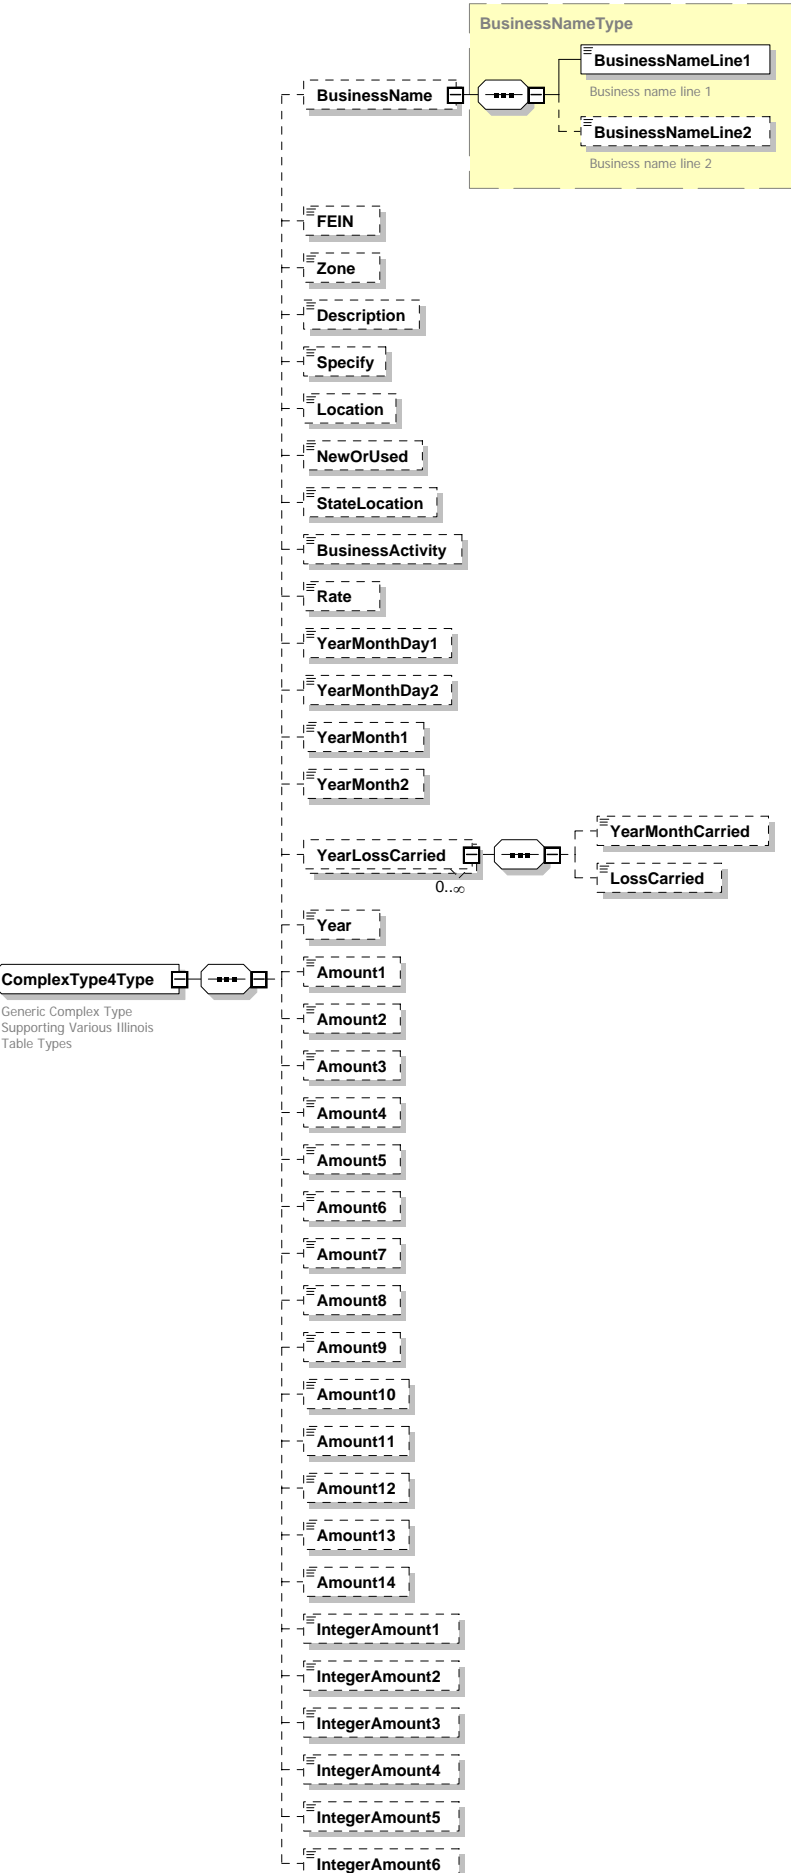 BusinessNameType
BusinessNameLine1
Business name line 1
BusinessName
BusinessNameLine2
Business name line 2
FEIN
Zone
Description
Specify
Location
NewOrUsed
StateLocation
BusinessActivity
Rate
YearMonthDay1
YearMonthDay2
YearMonth1
YearMonth2
YearMonthCarried
YearLossCarried
0..∞
LossCarried
Year
ComplexType4Type
Generic Complex Type
Supporting Various Illinois
Table Types
Amount1
Amount2
Amount3
Amount4
Amount5
Amount6
Amount7
Amount8
Amount9
Amount10
Amount11
Amount12
Amount13
Amount14
IntegerAmount1
IntegerAmount2
IntegerAmount3
IntegerAmount4
IntegerAmount5
IntegerAmount6